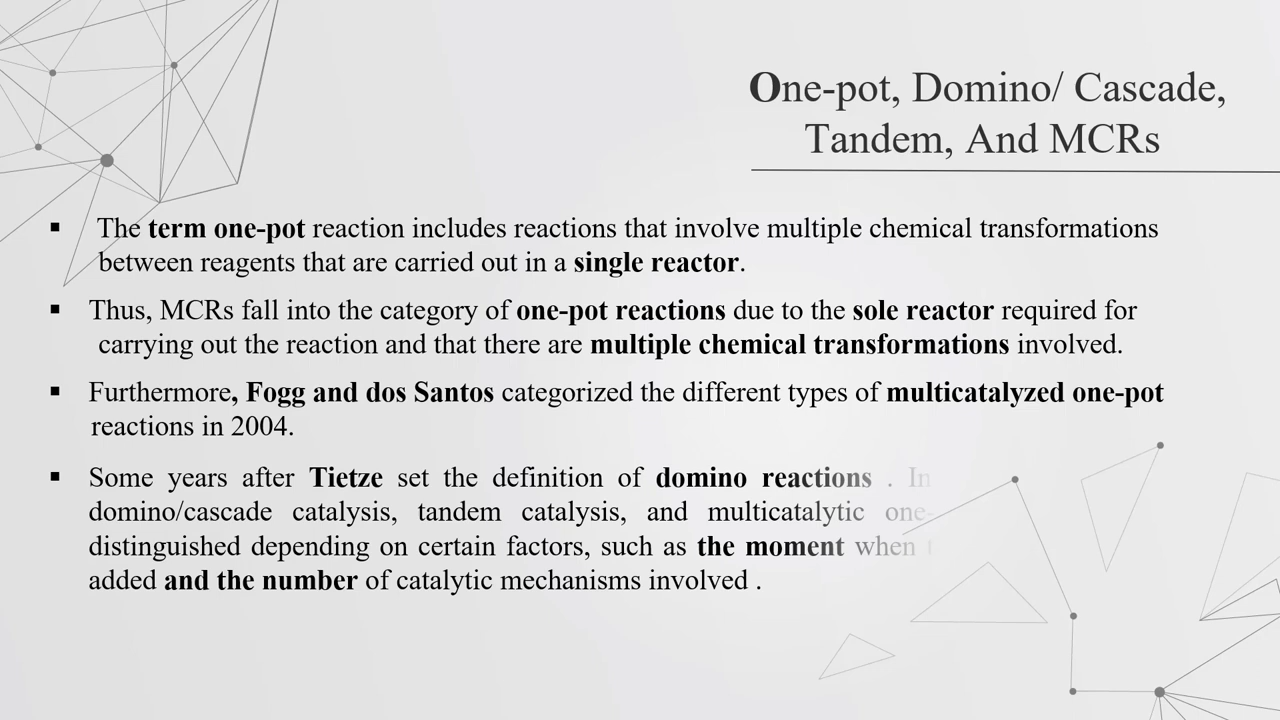 One-pot, Domino/ Cascade,
Tandem, And MCRs
▪ The term one-pot reaction includes reactions that involve multiple chemical transformations
between reagents that are carried out in a single reactor.
▪ Thus, MCRs fall into the category of one-pot reactions due to the sole reactor required for
carrying out the reaction and that there are multiple chemical transformations involved.
▪ Furthermore, Fogg and dos Santos categorized the different types of multicatalyzed one-pot
reactions in 2004.
▪ Some years after Tietze set the definition of domino reactions . In
domino/cascade catalysis, tandem catalysis, and multicatalytic one-
distinguished depending on certain factors, such as the moment when
added and the number of catalytic mechanisms involved .